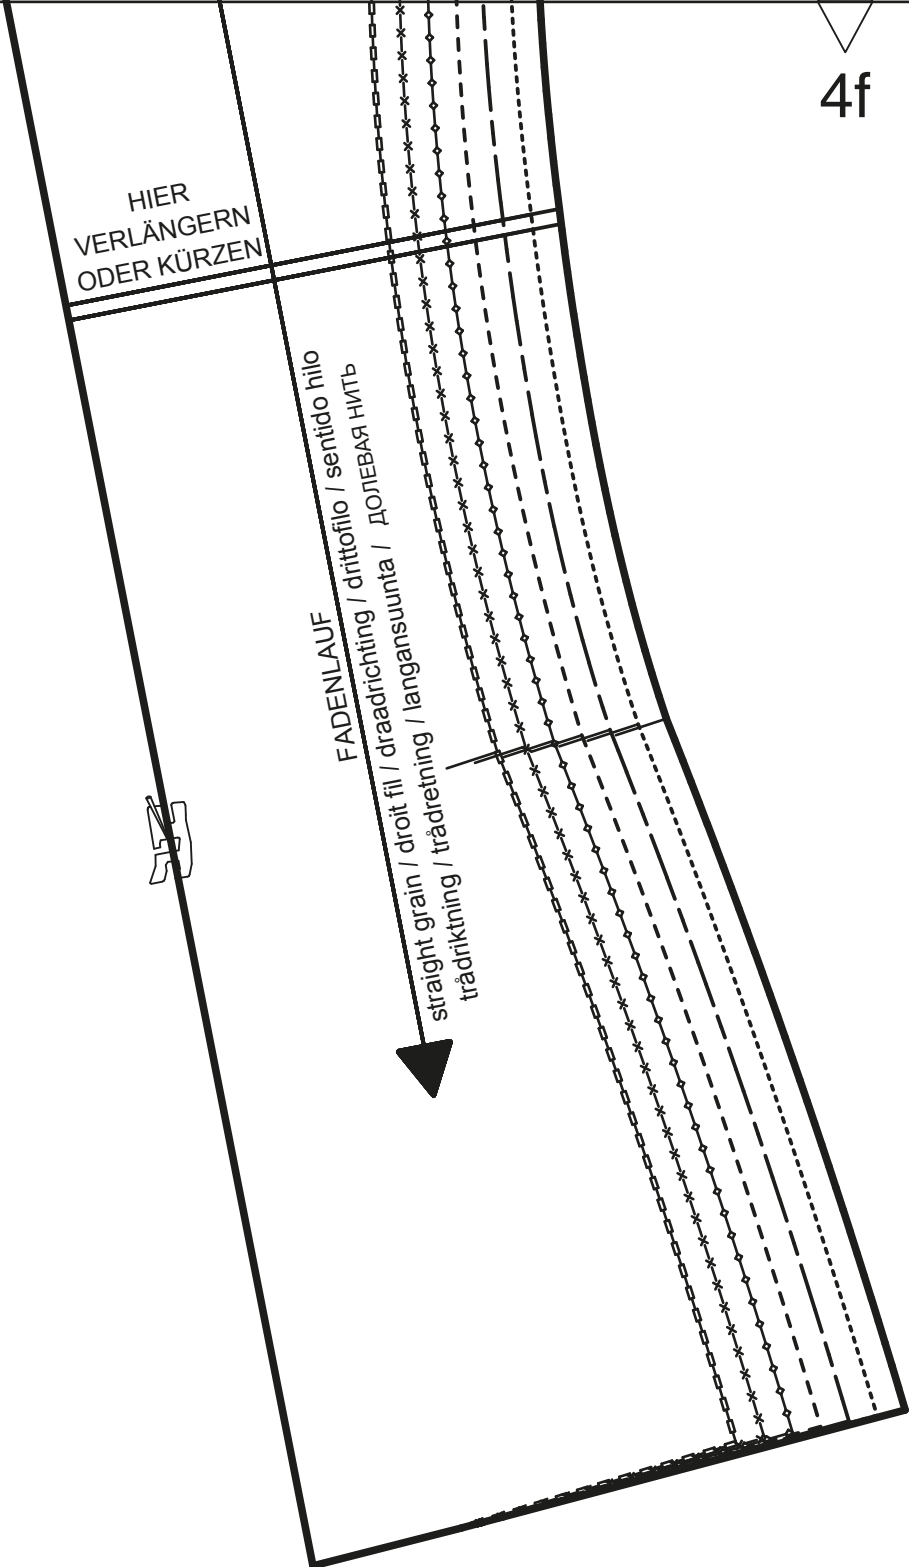 4f
HIER
VERLÄNGERN
ODER KÜRZEN
FADENLAUF
straight grain / droit fil / draadrichting / drittofilo / sentido hilo
trådriktning / trådretning / langansuunta / ДОЛЕВАЯ НИТЬ